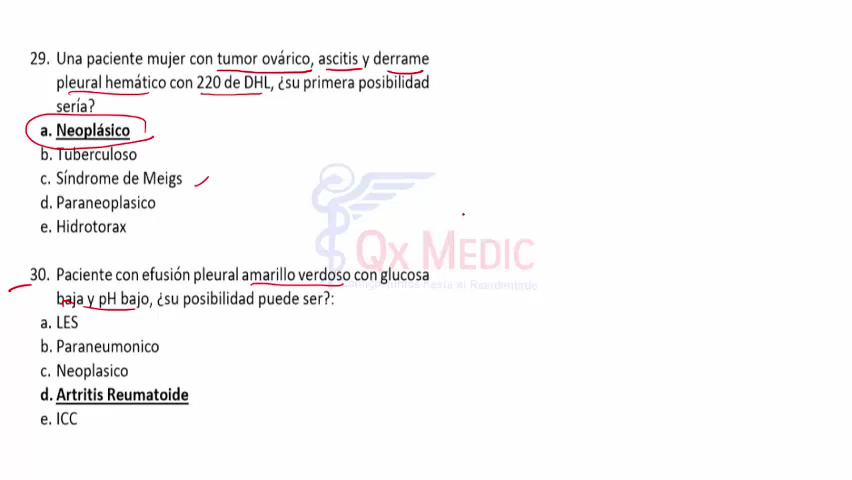 29. Una paciente mujer con tumor ovárico, ascitis y derrame
pleural hemático con 220 de DHL, ¿su primera posibilidad
sería?
a. Neoplásico
b. Tuberculoso
c. Síndrome de Meigs
d. Paraneoplasico
e. Hidrotorax
QX MEDIC
30. Paciente con efusión pleural amarillo verdoso con glucosa
baja y pH bajo, ¿su posibilidad puede ser?:
a. LES
b. Paraneumonico
c. Neoplasico
d. Artritis Reumatoide
e. ICC